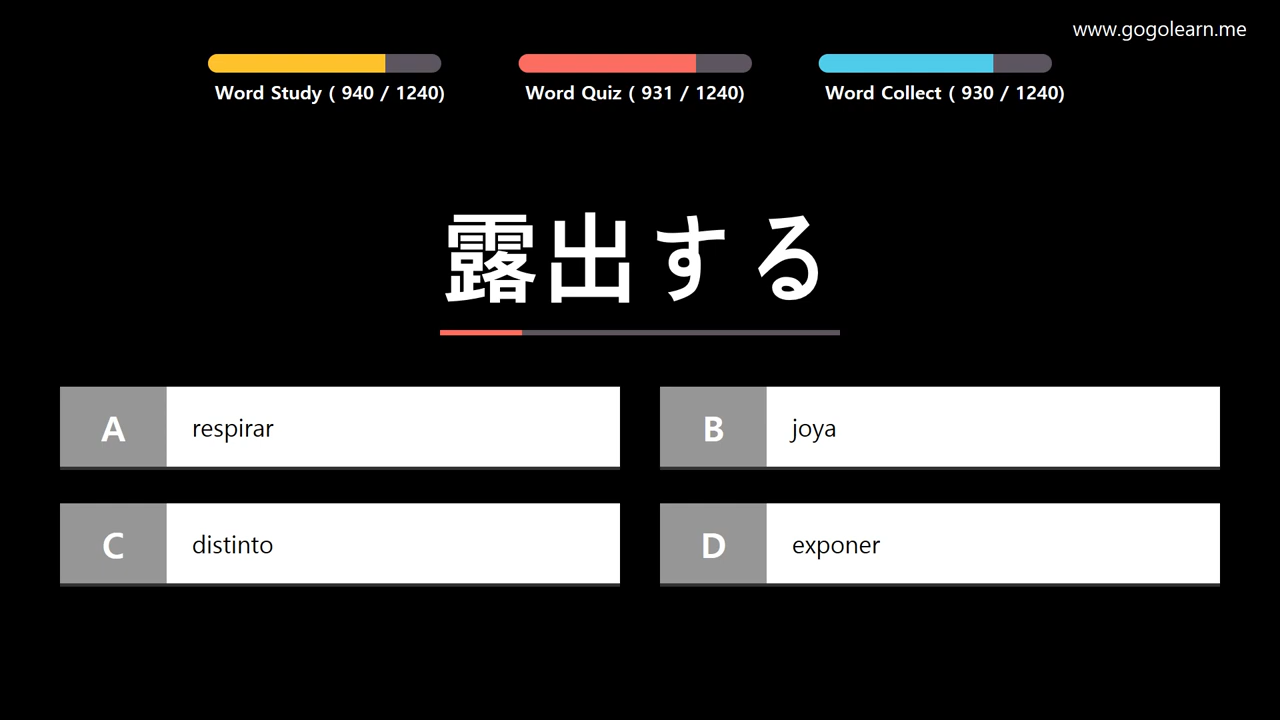 www.gogolearn.me
Word Study ( 940 / 1240)
Word Quiz ( 931 / 1240)
Word Collect ( 930 / 1240)
露出する
A respirar
B joya
C distinto
D exponer